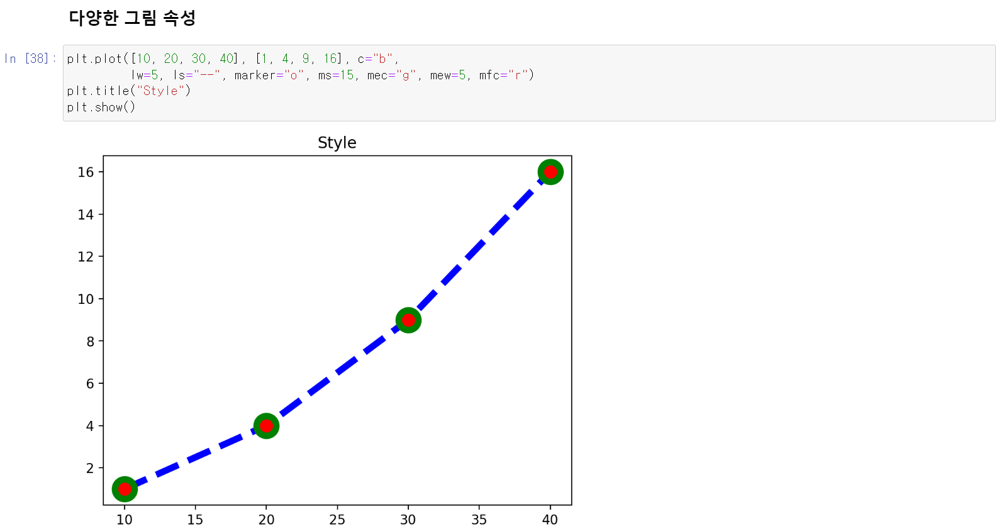 다양한 그림 속성
In [38]: plt.plot([10, 20, 30, 40], [1, 4, 9, 16], c="b",
lw=5, ls="--", marker="o", ms=15, mec="g", mew=5, mfc="r")
plt.title("Style")
plt.show()
Style
16
14
12
10
8
6
4
2
10 15 20 25 30 35 40